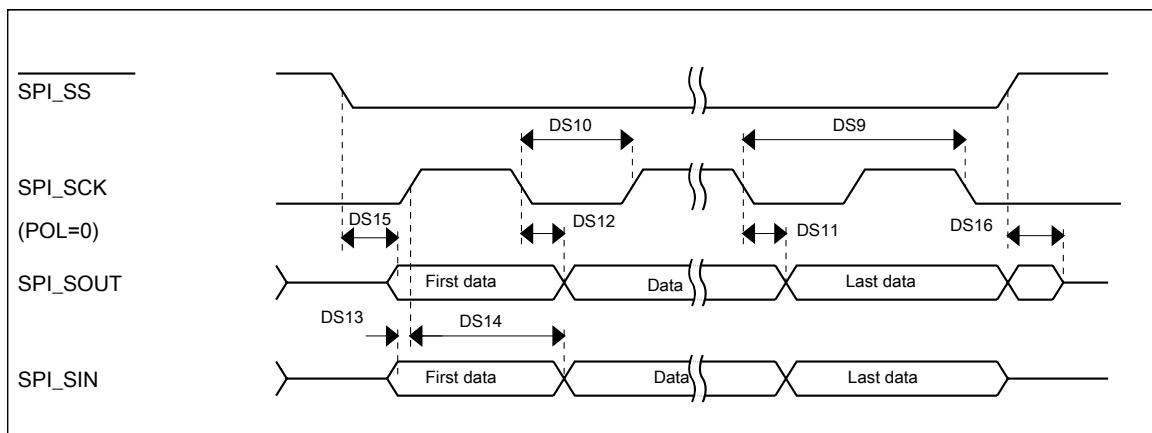 SPI_SS
DS10
DS9
SPI_SCK
(POL=0)
DS15
DS12
DS11
DS16
SPI_SOUT
First data
Data
Last data
DS13
DS14
SPI_SIN
First data
Data
Last data